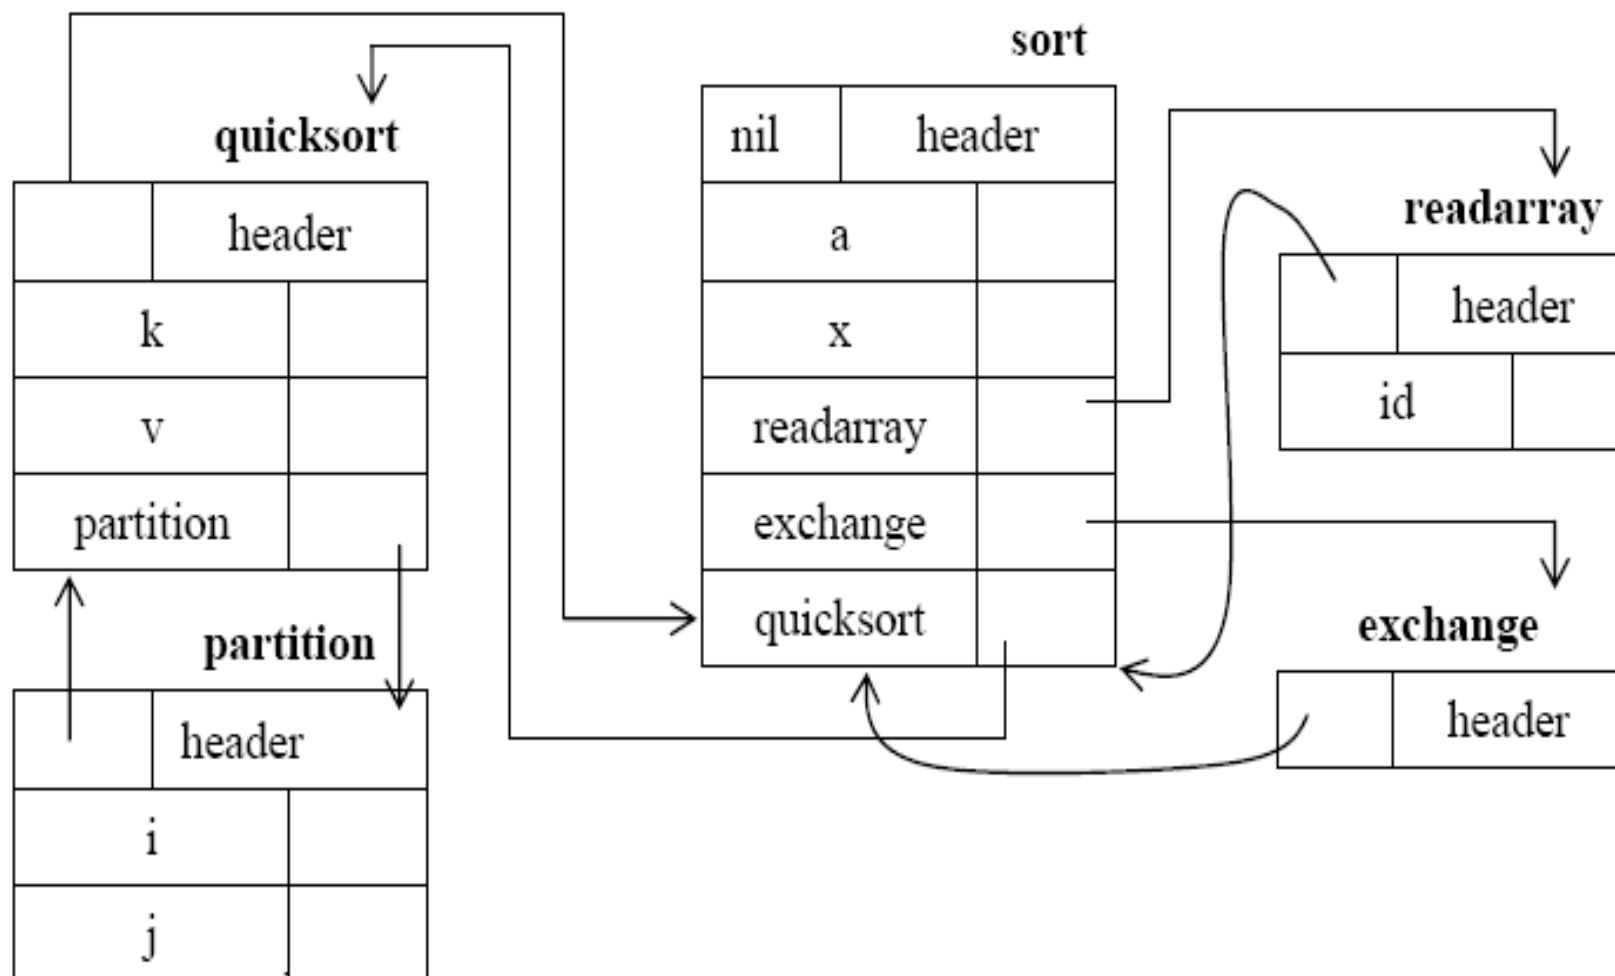 sort
nil header
a
x
readarray
exchange
quicksort
quicksort
header
k
v
partition
partition
header
i
j
readarray
header
id
exchange
header